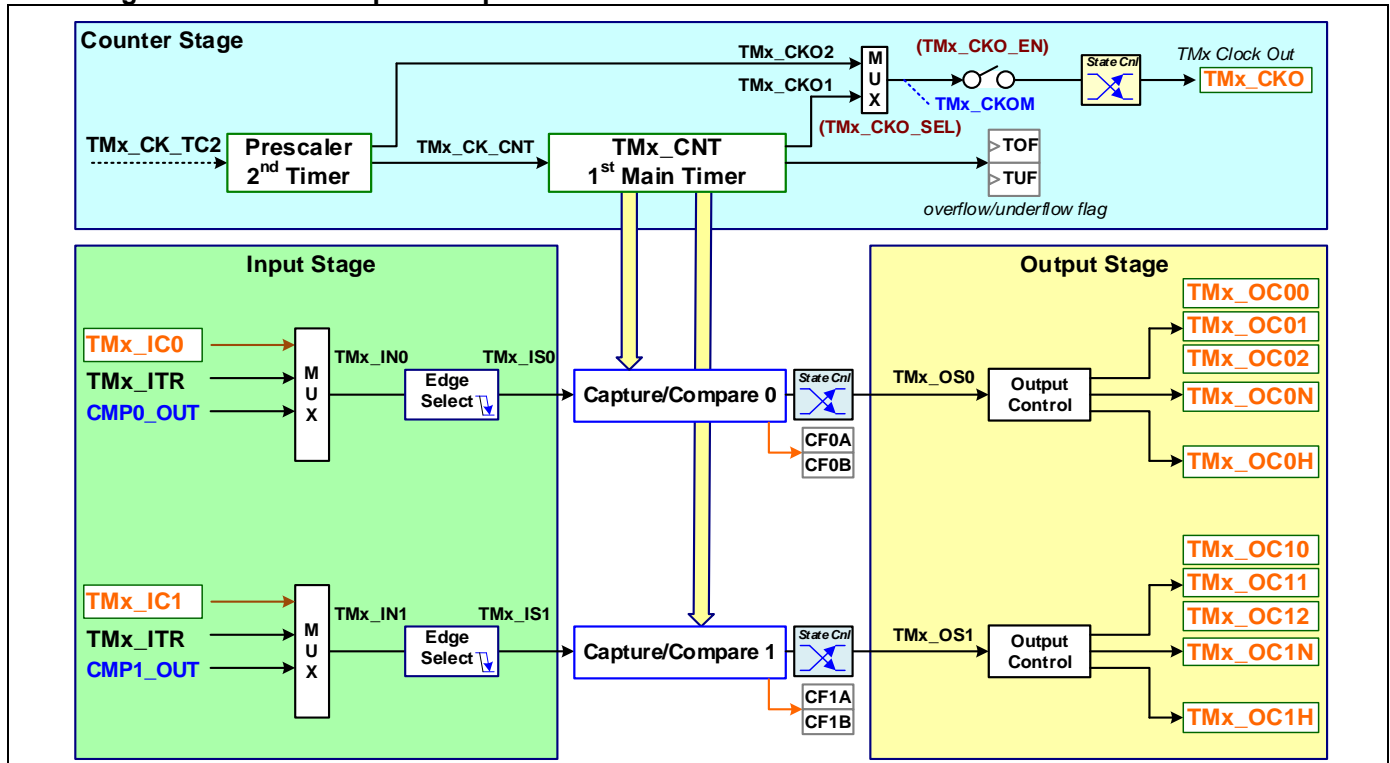 Counter Stage
TMx_CKO2
(TMx_CKO_EN)
TMx Clock Out
State Cnl
TMx_CKO
M
U
X
TMx_CKO1
TMx_CKOM
(TMx_CKO_SEL)
TMx_CK_TC2
Prescaler
2nd Timer
TMx_CK_CNT
TMx_CNT
1st Main Timer
>TOF
>TUF
overflow/underflow flag
Input Stage
TMx_IC0
TMx_ITR
CMP0_OUT
M
U
X
TMx_IN0
Edge
Select
TMx_IS0
Capture/Compare 0
State Cnl
CF0A
CF0B
TMx_IC1
TMx_ITR
CMP1_OUT
M
U
X
TMx_IN1
Edge
Select
TMx_IS1
Capture/Compare 1
State Cnl
CF1A
CF1B
Output Stage
TMx_OS0
Output
Control
TMx_OC00
TMx_OC01
TMx_OC02
TMx_OC0N
TMx_OC0H
TMx_OS1
Output
Control
TMx_OC10
TMx_OC11
TMx_OC12
TMx_OC1N
TMx_OC1H